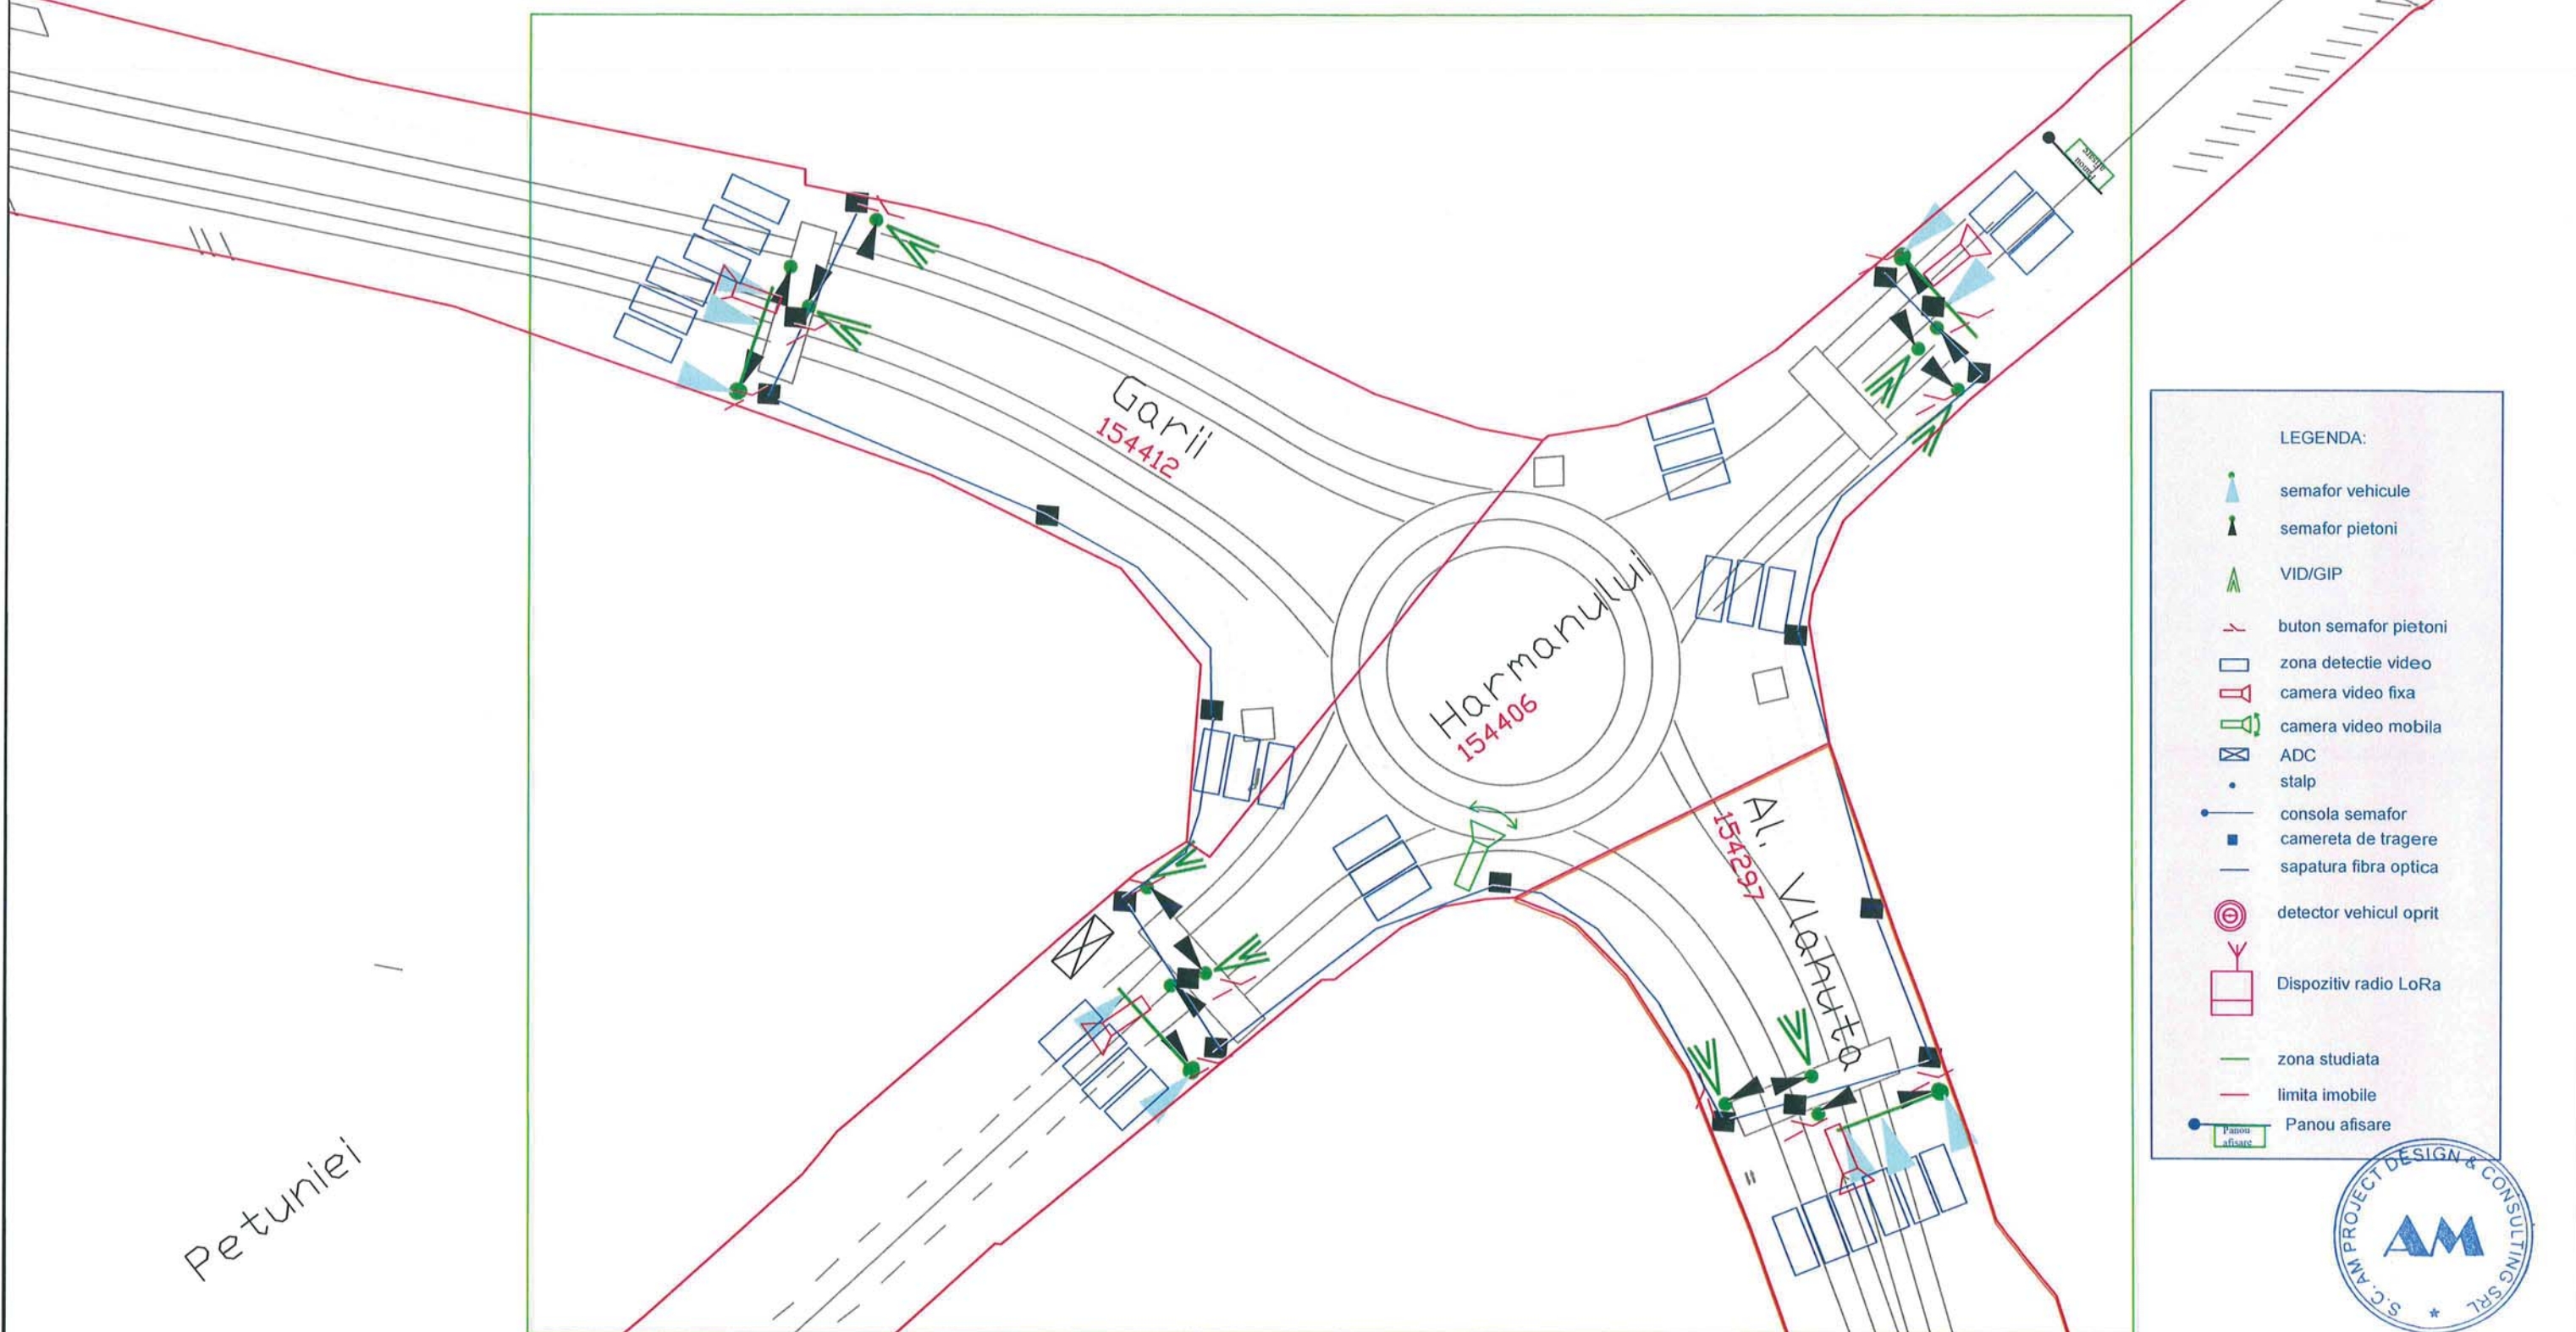 Panou
afisare
Garii
154412
Harmanului
154406
Al. Vlahuta
154297
Petuniei
LEGENDA:
semafor vehicule
semafor pietoni
VID/GIP
buton semafor pietoni
zona detectie video
camera video fixa
camera video mobila
ADC
stalp
consola semafor
camereta de tragere
sapatura fibra optica
detector vehicul oprit
Dispozitiv radio LoRa
zona studiata
limita imobile
Panou afisare
Panou
afisare
S.C. AM PROJECT DESIGN & CONSULTING SRL *
AM